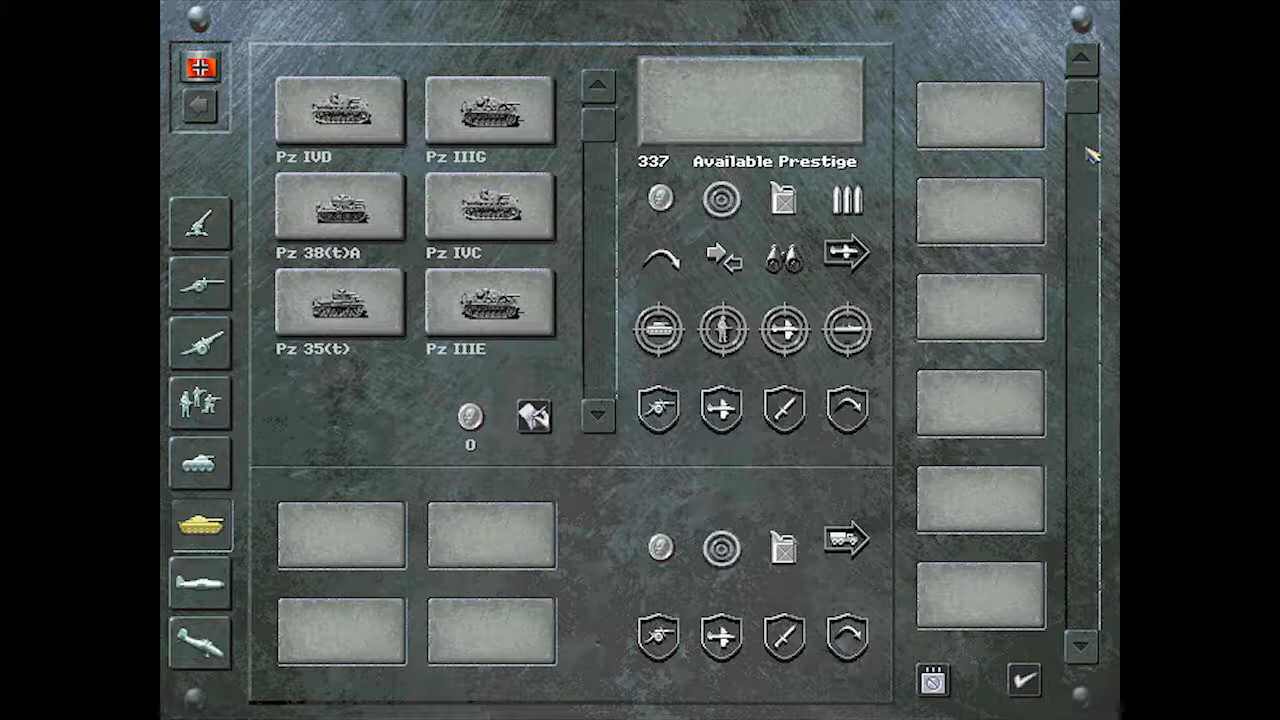 Pz IVD Pz IIIG
337 Available Prestige
Pz 38(t)A Pz IVC
Pz 35(t) Pz IIIE
0